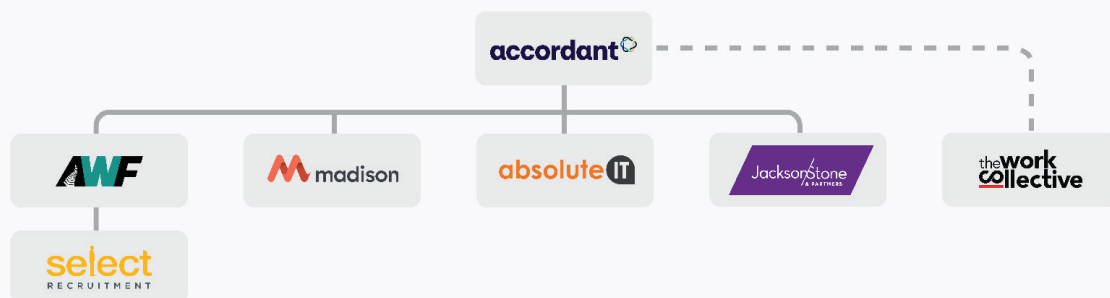 accordant
AWF
madison
absolute IT
JacksonStone
& PARTNERS
the work
collective
select
RECRUITMENT